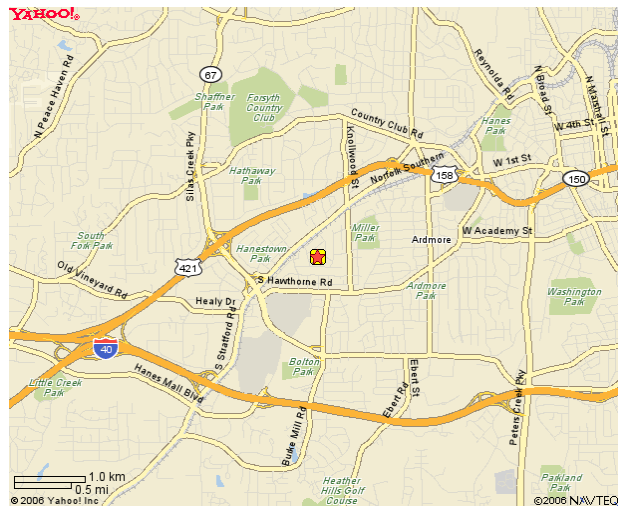 YAHOO!®
Reynolda Rd
N Broad St
N Marshall St
67
N Peace Haven Rd
Shaffner
Park
Forsyth
Country
Club
Country Club Rd
Hanes
Park
W 4th St
Silas Creek Pky
Knollwood St
Norfolk Southern
W 1st St
158
150
Hathaway
Park
South
Fork Park
Hanestown
Park
Miller
Park
Ardmore
W Academy St
421
Old Vineyard Rd
S Hawthorne Rd
Ardmore
Park
Washington
Park
Healy Dr
S Stratford Rd
40
Bolton
Park
Hanes Mall Blvd
Little Creek
Park
Ebert St
Ebert Rd
Peters Creek Pky
Burke Mill Rd
Heather
Hills Golf
Course
Parkland
Park
1.0 km
0.5 mi
© 2006 Yahoo! Inc
©2006 NAVTEQ